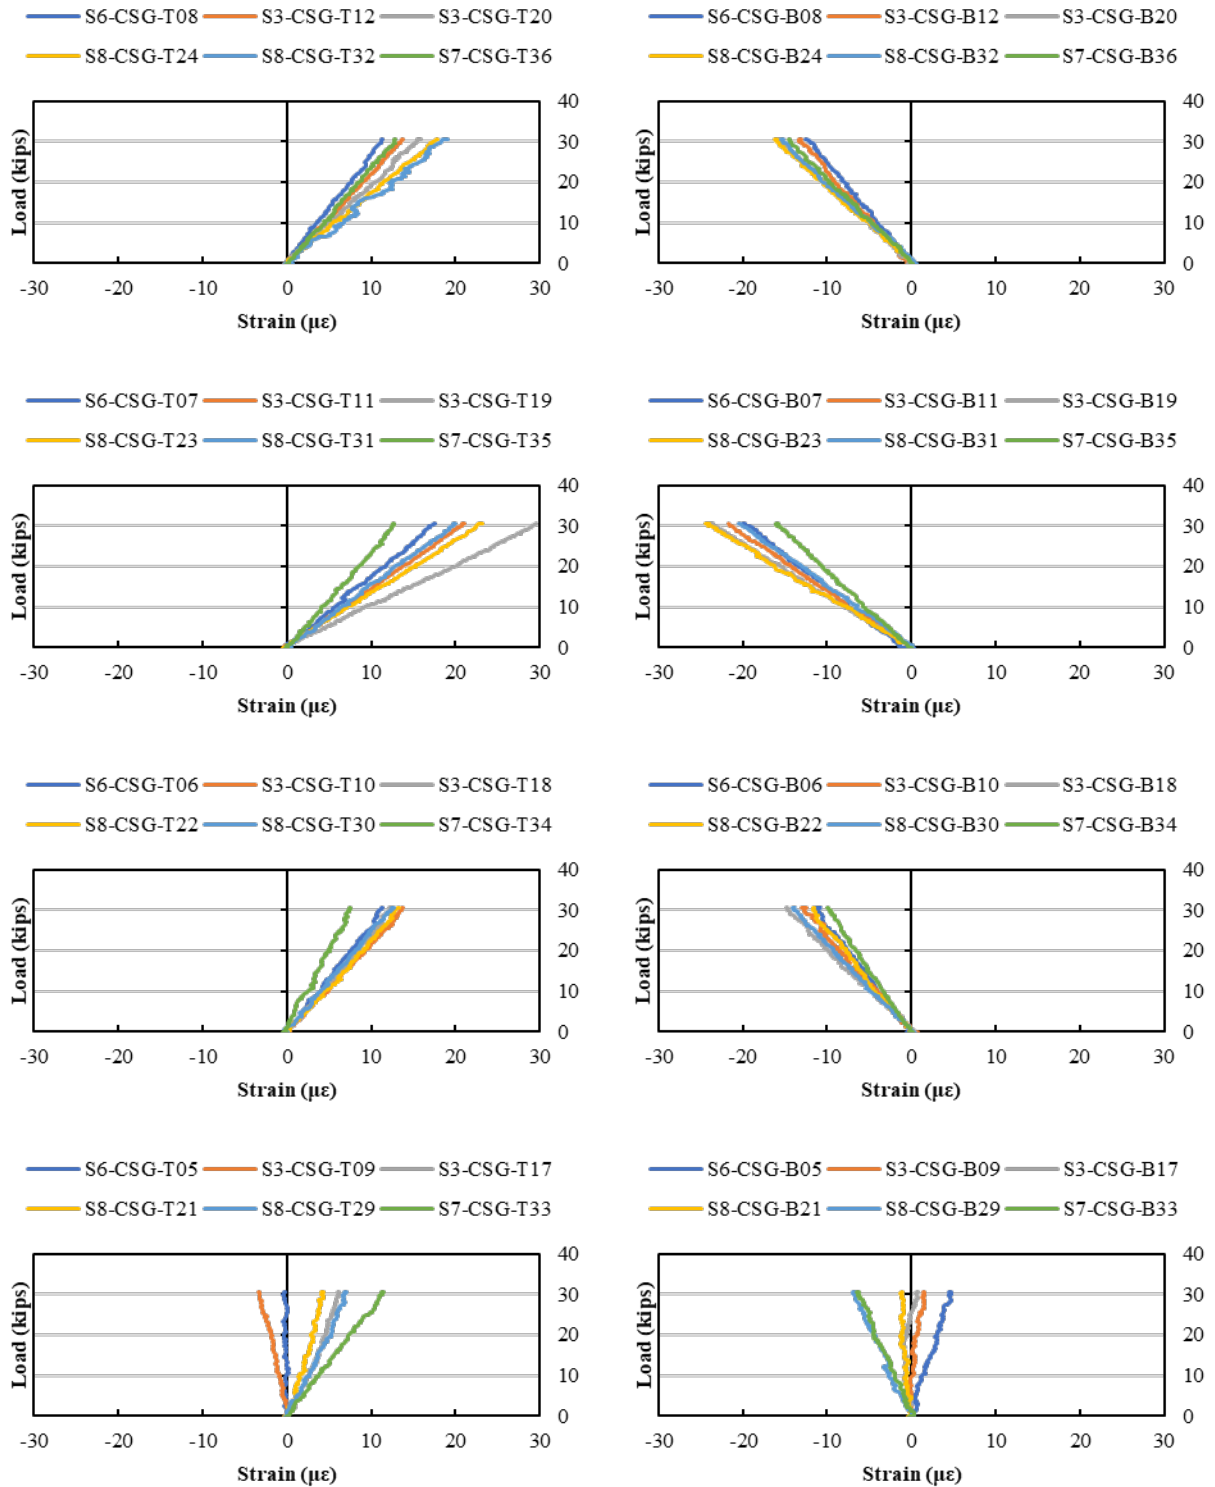 S6-CSG-T08 S3-CSG-T12 S3-CSG-T20
S8-CSG-T24 S8-CSG-T32 S7-CSG-T36
Load (kips)
40
30
20
10
0
-30 -20 -10 0 10 20 30
Strain (με)
S6-CSG-B08 S3-CSG-B12 S3-CSG-B20
S8-CSG-B24 S8-CSG-B32 S7-CSG-B36
Load (kips)
40
30
20
10
0
-30 -20 -10 0 10 20 30
Strain (με)
S6-CSG-T07 S3-CSG-T11 S3-CSG-T19
S8-CSG-T23 S8-CSG-T31 S7-CSG-T35
Load (kips)
40
30
20
10
0
-30 -20 -10 0 10 20 30
Strain (με)
S6-CSG-B07 S3-CSG-B11 S3-CSG-B19
S8-CSG-B23 S8-CSG-B31 S7-CSG-B35
Load (kips)
40
30
20
10
0
-30 -20 -10 0 10 20 30
Strain (με)
S6-CSG-T06 S3-CSG-T10 S3-CSG-T18
S8-CSG-T22 S8-CSG-T30 S7-CSG-T34
Load (kips)
40
30
20
10
0
-30 -20 -10 0 10 20 30
Strain (με)
S6-CSG-B06 S3-CSG-B10 S3-CSG-B18
S8-CSG-B22 S8-CSG-B30 S7-CSG-B34
Load (kips)
40
30
20
10
0
-30 -20 -10 0 10 20 30
Strain (με)
S6-CSG-T05 S3-CSG-T09 S3-CSG-T17
S8-CSG-T21 S8-CSG-T29 S7-CSG-T33
Load (kips)
40
30
20
10
0
-30 -20 -10 0 10 20 30
Strain (με)
S6-CSG-B05 S3-CSG-B09 S3-CSG-B17
S8-CSG-B21 S8-CSG-B29 S7-CSG-B33
Load (kips)
40
30
20
10
0
-30 -20 -10 0 10 20 30
Strain (με)